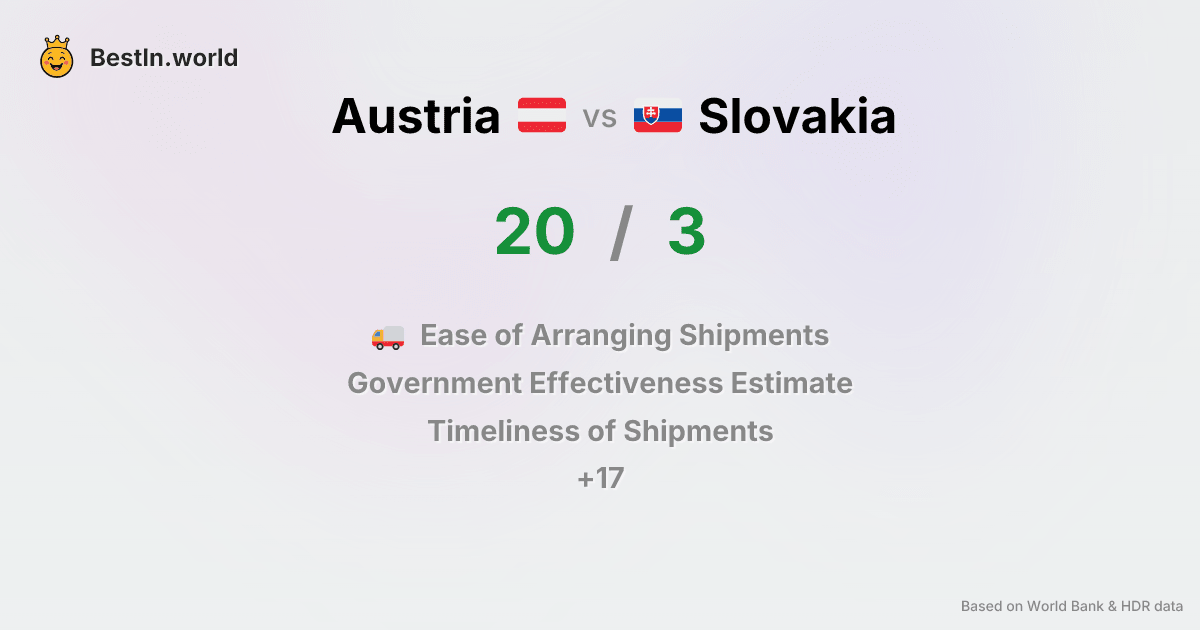 BestIn.world
Austria vs Slovakia
20 / 3
Ease of Arranging Shipments
Government Effectiveness Estimate
Timeliness of Shipments
+17
Based on World Bank & HDR data